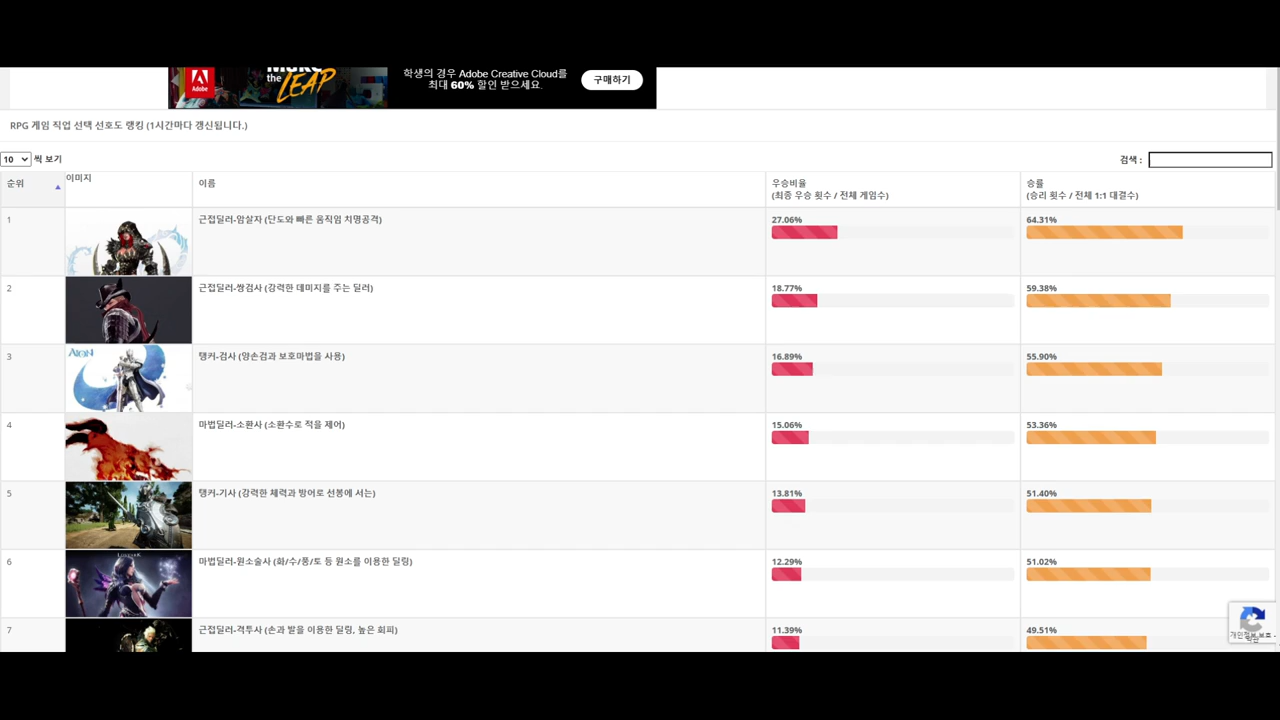 the LEAP
Adobe
학생의 경우 Adobe Creative Cloud를
최대 60% 할인 받으세요.
구매하기
RPG 게임 직업 선택 선호도 랭킹 (1시간마다 갱신됩니다.)
10 씩 보기
검색 :
순위
이미지
이름
우승비율
(최종 우승 횟수 / 전체 게임수)
승률
(승리 횟수 / 전체 1:1 대결수)
1 근접딜러-암살자 (단도와 빠른 움직임 치명공격) 27.06% 64.31%
2 근접딜러-쌍검사 (강력한 데미지를 주는 딜러) 18.77% 59.38%
3 AION 탱커-검사 (양손검과 보호마법을 사용) 16.89% 55.90%
4 마법딜러-소환사 (소환수로 적을 제어) 15.06% 53.36%
5 탱커-기사 (강력한 체력과 방어로 선봉에 서는) 13.81% 51.40%
6 마법딜러-원소술사 (화/수/풍/토 등 원소를 이용한 딜링) 12.29% 51.02%
7 근접딜러-격투사 (손과 발을 이용한 딜링, 높은 회피) 11.39% 49.51%
개인정보 보호 -